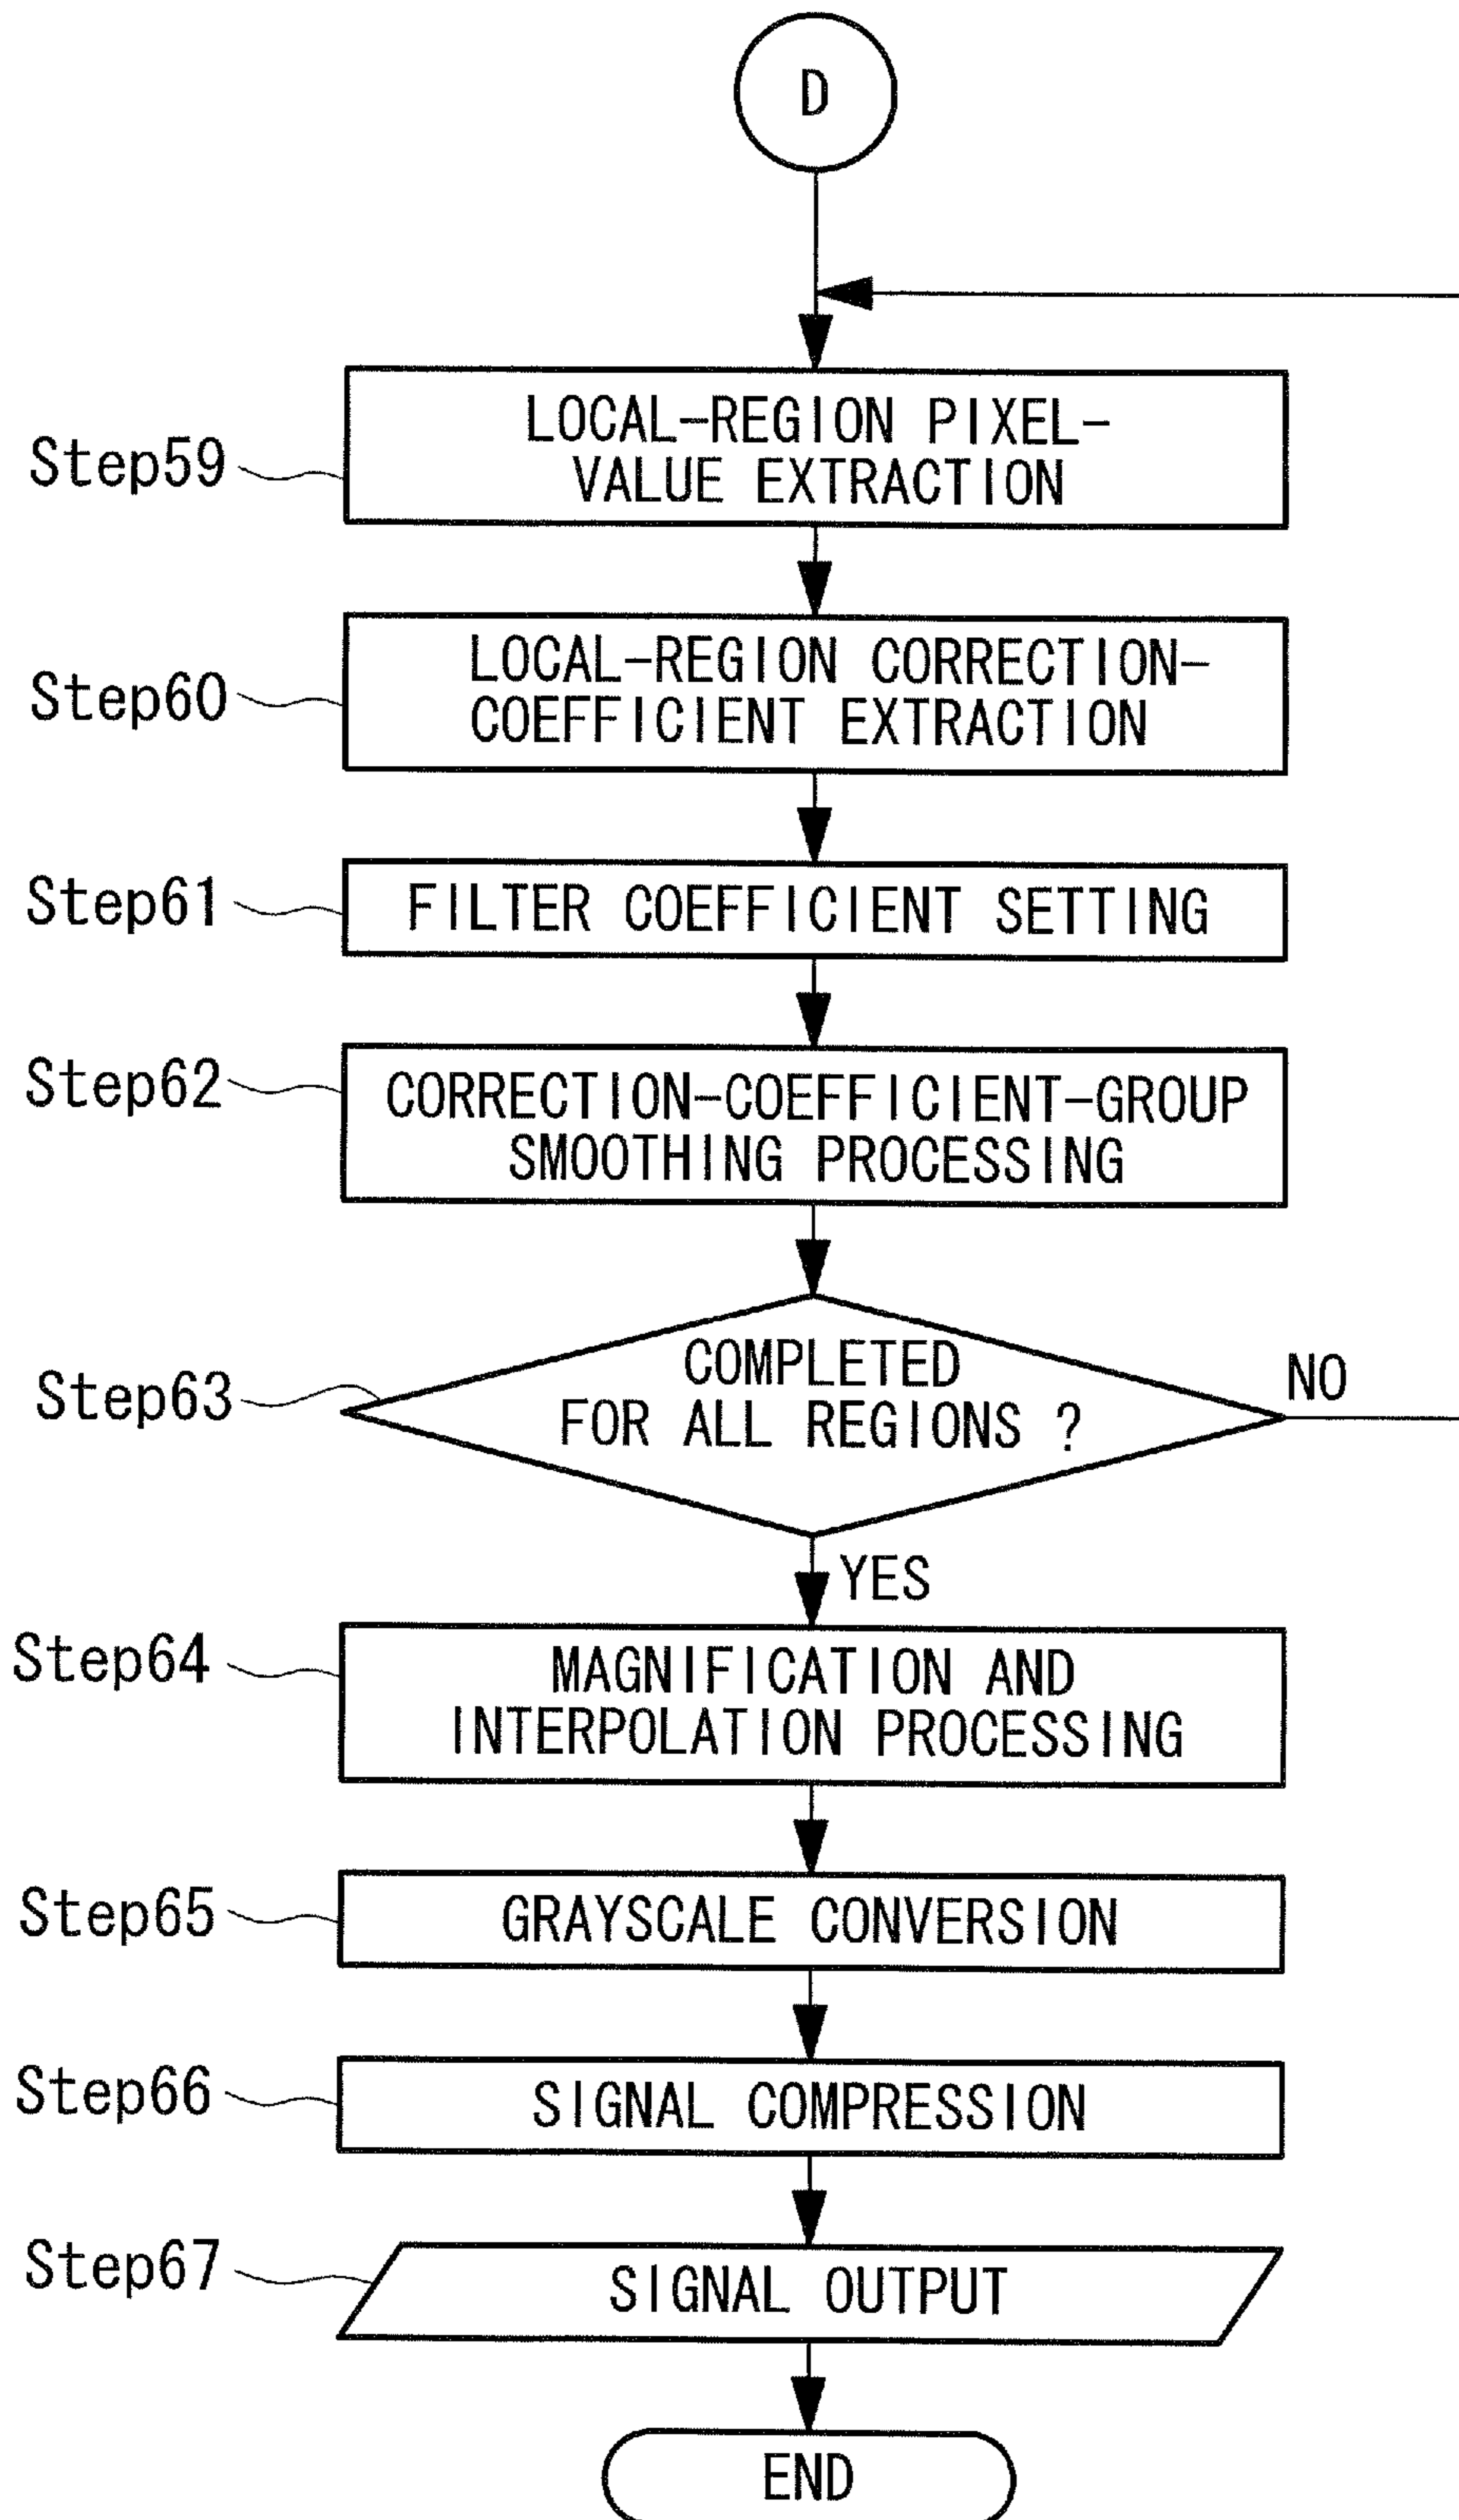 D
LOCAL-REGION PIXEL-
VALUE EXTRACTION
Step59
LOCAL-REGION CORRECTION-
COEFFICIENT EXTRACTION
Step60
Step61
FILTER COEFFICIENT SETTING
Step62
CORRECTION-COEFFICIENT-GROUP
SMOOTHING PROCESSING
COMPLETED
FOR ALL REGIONS ?
NO
Step63
YES
Step64
MAGNIFICATION AND
INTERPOLATION PROCESSING
Step65
GRAYSCALE CONVERSION
Step66
SIGNAL COMPRESSION
Step67
SIGNAL OUTPUT
END